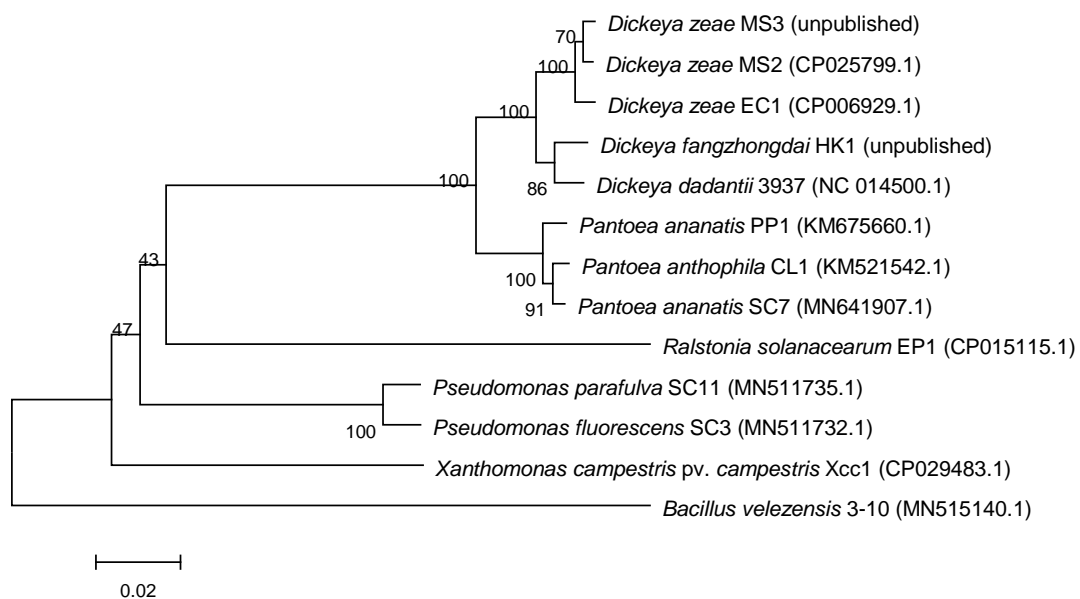 Dickeya zeae MS3 (unpublished)
70
Dickeya zeae MS2 (CP025799.1)
100
Dickeya zeae EC1 (CP006929.1)
100
Dickeya fangzhongdai HK1 (unpublished)
100
86
Dickeya dadantii 3937 (NC 014500.1)
Pantoea ananatis PP1 (KM675660.1)
43
Pantoea anthophila CL1 (KM521542.1)
100
91
Pantoea ananatis SC7 (MN641907.1)
47
Ralstonia solanacearum EP1 (CP015115.1)
Pseudomonas parafulva SC11 (MN511735.1)
100
Pseudomonas fluorescens SC3 (MN511732.1)
Xanthomonas campestris pv. campestris Xcc1 (CP029483.1)
Bacillus velezensis 3-10 (MN515140.1)
0.02